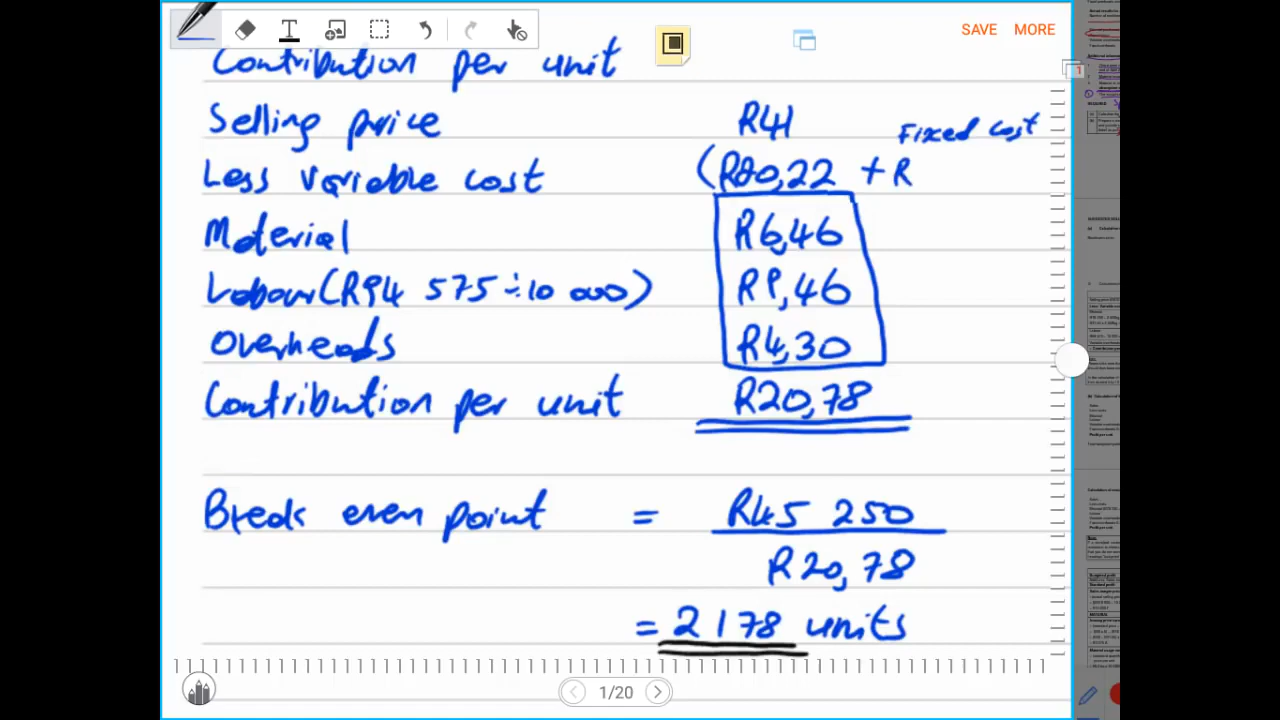 SAVE MORE
Contribution per unit
Selling price R41
Fixed cost
Less variable cost (R20,22 + R
Material R6,46
Labour (R94 575 ÷ 10 000) R9,46
Overheads R4,30
Contribution per unit R20,78
Break even point = R45 250
R20,78
= 2 178 units
1/20